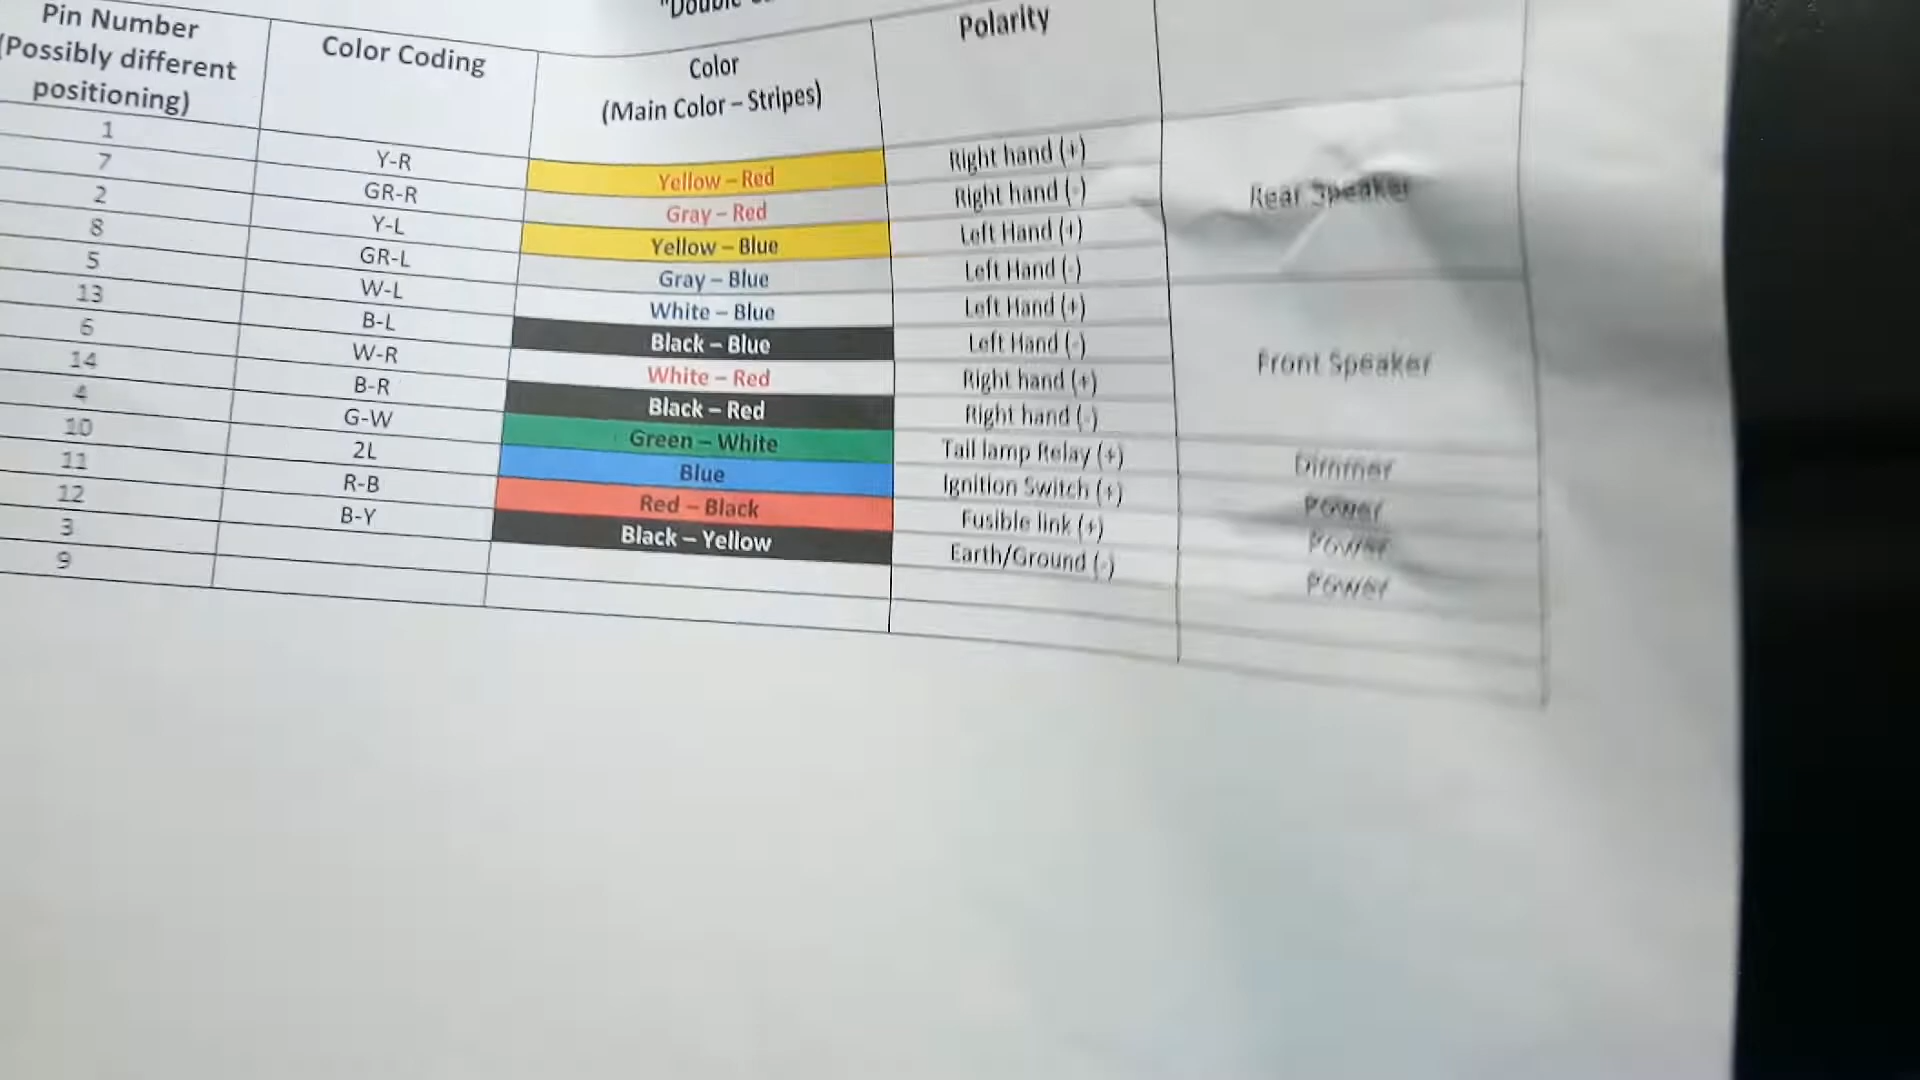 "Double
Pin Number
(Possibly different
positioning)
Color Coding
Color
(Main Color – Stripes)
Polarity
1 Y-R Yellow – Red Right hand (+)
7 GR-R Gray – Red Right hand (-)
Rear Speaker
2 Y-L Yellow – Blue Left Hand (+)
8 GR-L Gray – Blue Left Hand (-)
5 W-L White – Blue Left Hand (+)
13 B-L Black – Blue Left Hand (-)
Front Speaker
6 W-R White – Red Right hand (+)
14 B-R Black – Red Right hand (-)
4 G-W Green – White Tail lamp Relay (+) Dimmer
10 2L Blue Ignition Switch (+) Power
11 R-B Red – Black Fusible link (+) Power
12 B-Y Black – Yellow Earth/Ground (-) Power
3
9